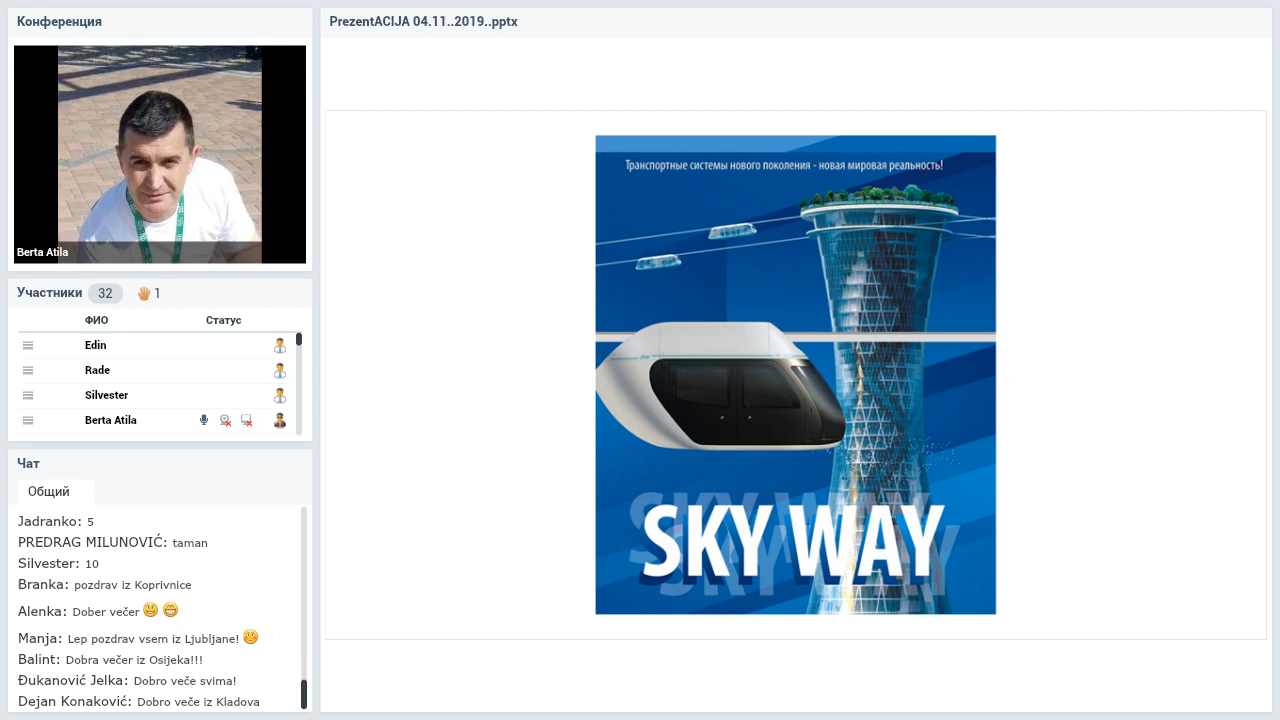 Конференция
Berta Atila
Участники 32 1
ФИО Статус
Edin
Rade
Silvester
Berta Atila
Чат
Общий
Jadranko: 5
PREDRAG MILUNOVIĆ: taman
Silvester: 10
Branka: pozdrav iz Koprivnice
Alenka: Dober večer
Manja: Lep pozdrav vsem iz Ljubljane!
Balint: Dobra večer iz Osijeka!!!
Đukanović Jelka: Dobro veče svima!
Dejan Konaković: Dobro veče iz Kladova
PrezentACIJA 04.11..2019..pptx
Транспортные системы нового поколения - новая мировая реальность!
SKY WAY